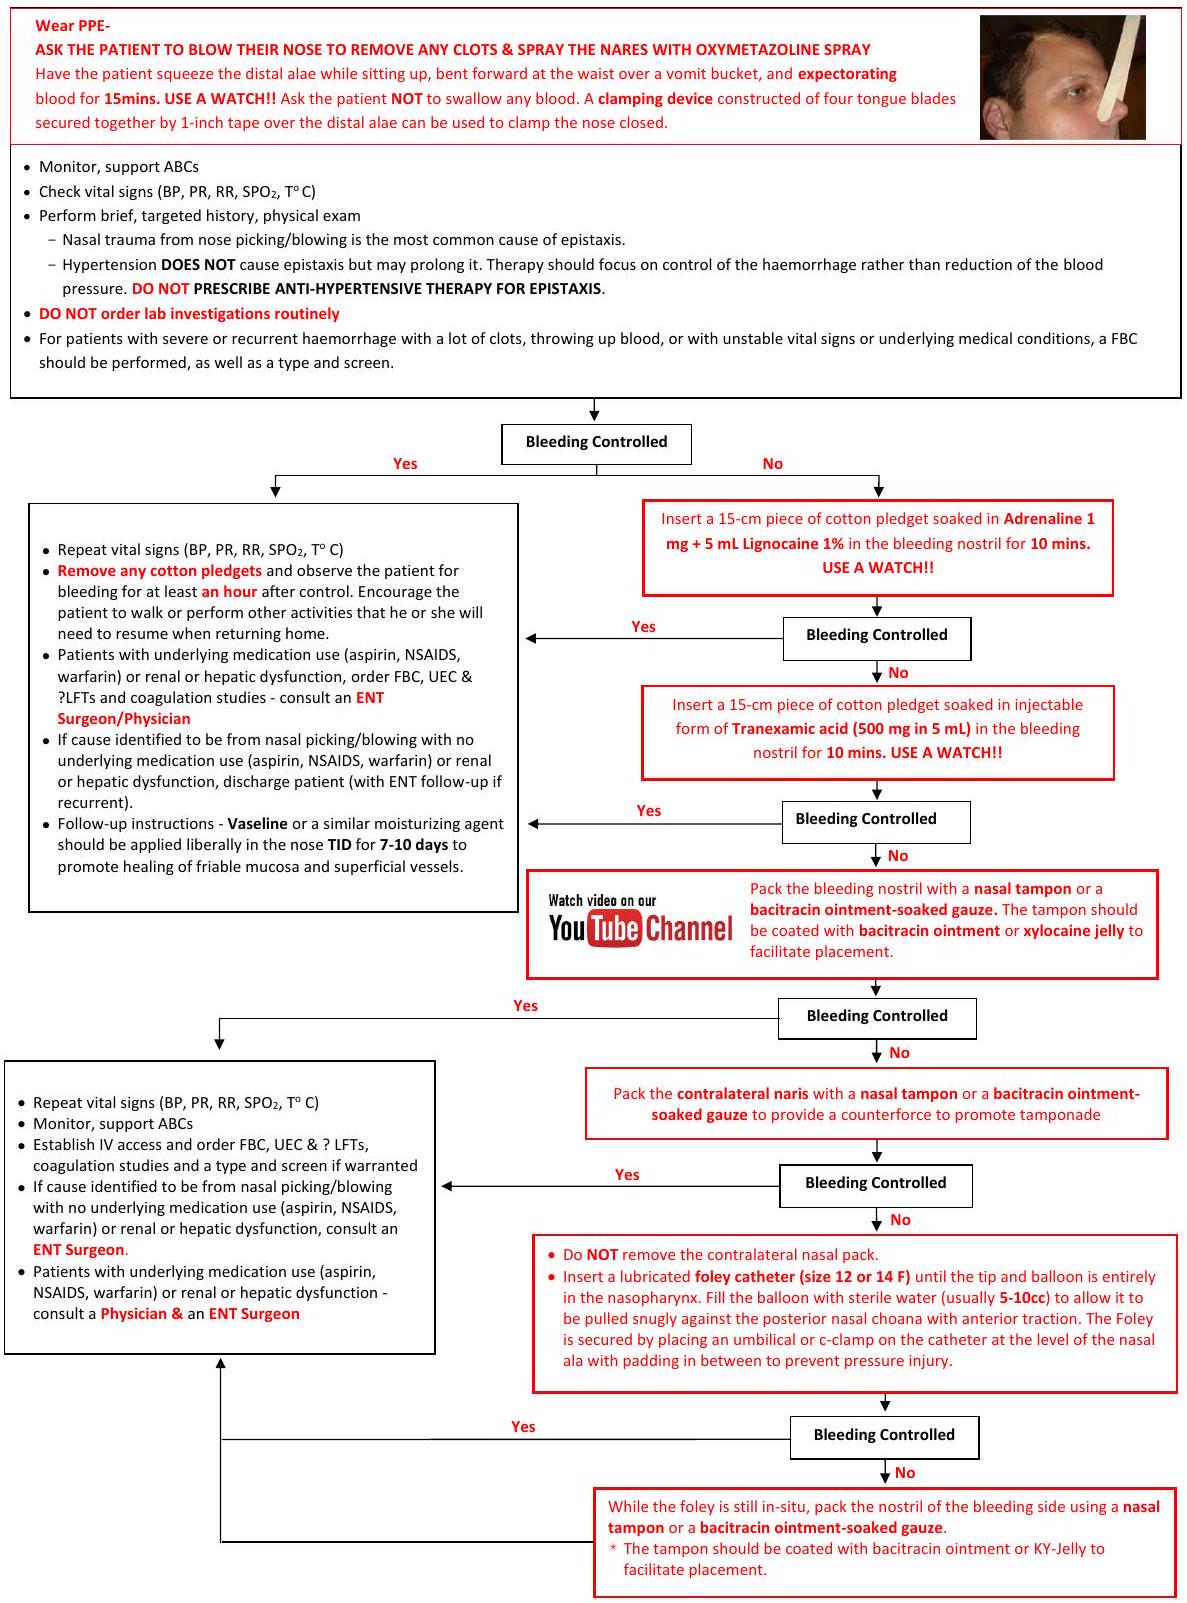 Wear PPE-
ASK THE PATIENT TO BLOW THEIR NOSE TO REMOVE ANY CLOTS & SPRAY THE NARES WITH OXYMETAZOLINE SPRAY
Have the patient squeeze the distal alae while sitting up, bent forward at the waist over a vomit bucket, and expectorating
blood for 15mins. USE A WATCH!! Ask the patient NOT to swallow any blood. A clamping device constructed of four tongue blades
secured together by 1-inch tape over the distal alae can be used to clamp the nose closed.
• Monitor, support ABCs
• Check vital signs (BP, PR, RR, SPO₂, Tº C)
• Perform brief, targeted history, physical exam
− Nasal trauma from nose picking/blowing is the most common cause of epistaxis.
− Hypertension DOES NOT cause epistaxis but may prolong it. Therapy should focus on control of the haemorrhage rather than reduction of the blood
pressure. DO NOT PRESCRIBE ANTI-HYPERTENSIVE THERAPY FOR EPISTAXIS.
• DO NOT order lab investigations routinely
• For patients with severe or recurrent haemorrhage with a lot of clots, throwing up blood, or with unstable vital signs or underlying medical conditions, a FBC
should be performed, as well as a type and screen.
Bleeding Controlled
Yes
No
• Repeat vital signs (BP, PR, RR, SPO₂, Tº C)
• Remove any cotton pledgets and observe the patient for
bleeding for at least an hour after control. Encourage the
patient to walk or perform other activities that he or she will
need to resume when returning home.
• Patients with underlying medication use (aspirin, NSAIDS,
warfarin) or renal or hepatic dysfunction, order FBC, UEC &
?LFTs and coagulation studies - consult an ENT
Surgeon/Physician
• If cause identified to be from nasal picking/blowing with no
underlying medication use (aspirin, NSAIDS, warfarin) or renal
or hepatic dysfunction, discharge patient (with ENT follow-up if
recurrent).
• Follow-up instructions - Vaseline or a similar moisturizing agent
should be applied liberally in the nose TID for 7-10 days to
promote healing of friable mucosa and superficial vessels.
Insert a 15-cm piece of cotton pledget soaked in Adrenaline 1
mg + 5 mL Lignocaine 1% in the bleeding nostril for 10 mins.
USE A WATCH!!
Yes
Bleeding Controlled
No
Insert a 15-cm piece of cotton pledget soaked in injectable
form of Tranexamic acid (500 mg in 5 mL) in the bleeding
nostril for 10 mins. USE A WATCH!!
Yes
Bleeding Controlled
No
Watch video on our
YouTube Channel
Pack the bleeding nostril with a nasal tampon or a
bacitracin ointment-soaked gauze. The tampon should
be coated with bacitracin ointment or xylocaine jelly to
facilitate placement.
Yes
Bleeding Controlled
No
• Repeat vital signs (BP, PR, RR, SPO₂, Tº C)
• Monitor, support ABCs
• Establish IV access and order FBC, UEC & ? LFTs,
coagulation studies and a type and screen if warranted
• If cause identified to be from nasal picking/blowing
with no underlying medication use (aspirin, NSAIDS,
warfarin) or renal or hepatic dysfunction, consult an
ENT Surgeon.
• Patients with underlying medication use (aspirin,
NSAIDS, warfarin) or renal or hepatic dysfunction -
consult a Physician & an ENT Surgeon
Pack the contralateral naris with a nasal tampon or a bacitracin ointment-
soaked gauze to provide a counterforce to promote tamponade
Yes
Bleeding Controlled
No
• Do NOT remove the contralateral nasal pack.
• Insert a lubricated foley catheter (size 12 or 14 F) until the tip and balloon is entirely
in the nasopharynx. Fill the balloon with sterile water (usually 5-10cc) to allow it to
be pulled snugly against the posterior nasal choana with anterior traction. The Foley
is secured by placing an umbilical or c-clamp on the catheter at the level of the nasal
ala with padding in between to prevent pressure injury.
Yes
Bleeding Controlled
No
While the foley is still in-situ, pack the nostril of the bleeding side using a nasal
tampon or a bacitracin ointment-soaked gauze.
* The tampon should be coated with bacitracin ointment or KY-Jelly to
facilitate placement.